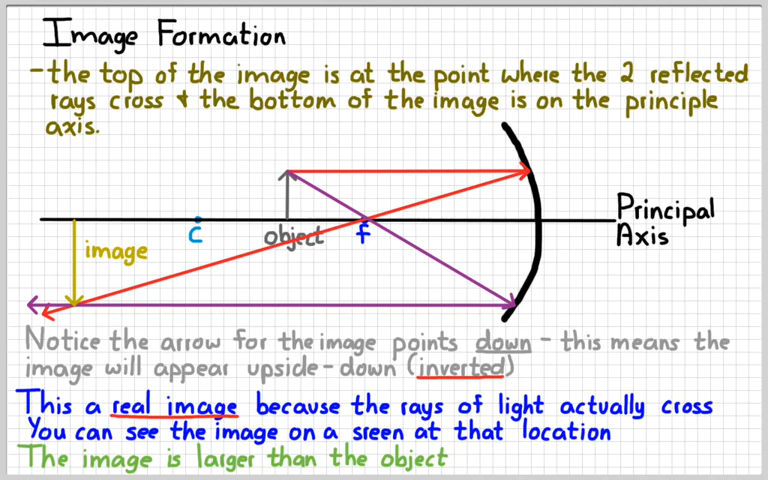 Image Formation
-the top of the image is at the point where the 2 reflected
rays cross & the bottom of the image is on the principle
axis.
Principal
Axis
C
object
f
image
Notice the arrow for the image points down - this means the
image will appear upside-down (inverted)
This a real image because the rays of light actually cross
You can see the image on a sreen at that location
The image is larger than the object